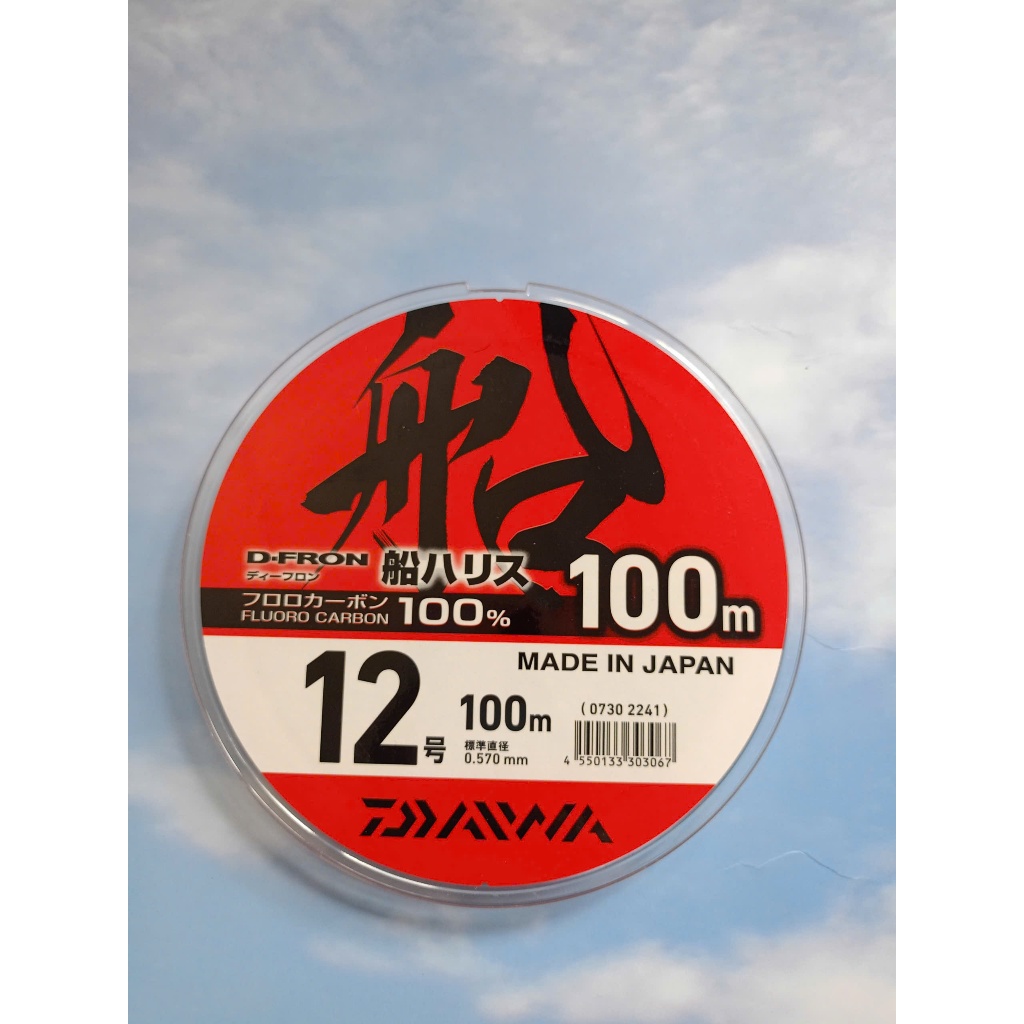 船
D-FRON
ディーフロン
船ハリス
フロロカーボン
FLUORO CARBON
100%
100m
MADE IN JAPAN
12号
100m
標準直径
0.570 mm
(0730 2241)
4 550133 303067
DAIWA